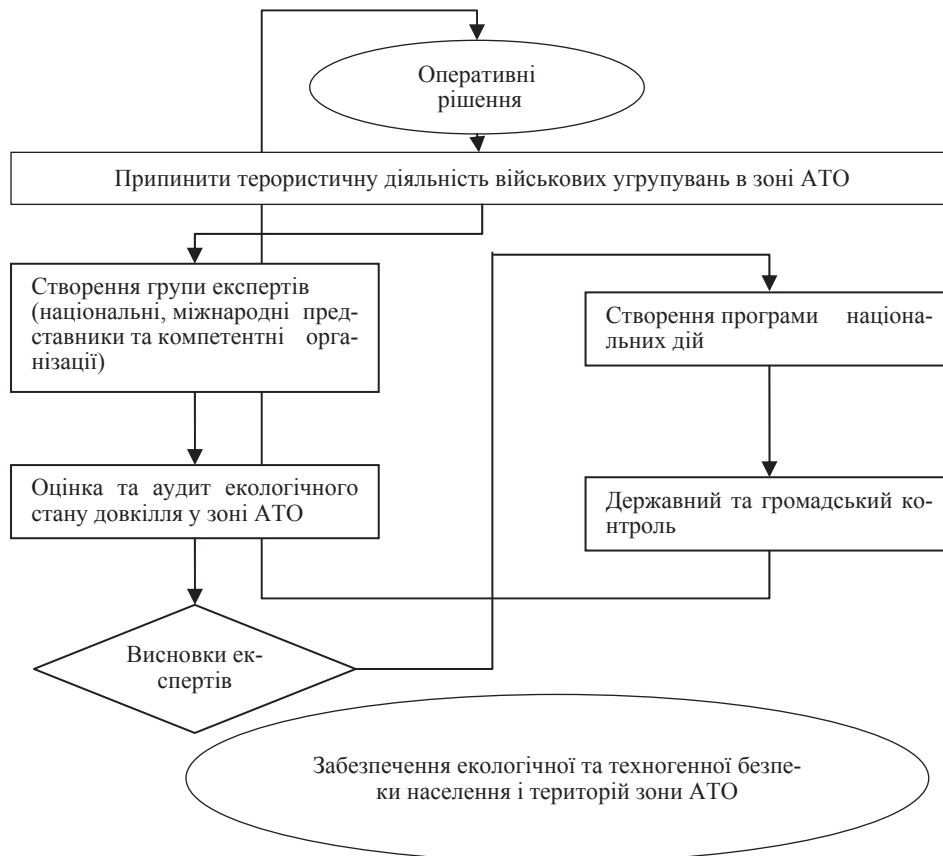 Оперативні
рішення
Припинити терористичну діяльність військових угрупувань в зоні АТО
Створення групи експертів
(національні, міжнародні пред-
ставники та компетентні орга-
нізації)
Створення програми національ-
них дій
Оцінка та аудит екологічного
стану довкілля у зоні АТО
Державний та громадський ко-
нтроль
Висновки ек-
спертів
Забезпечення екологічної та техногенної безпе-
ки населення і територій зони АТО